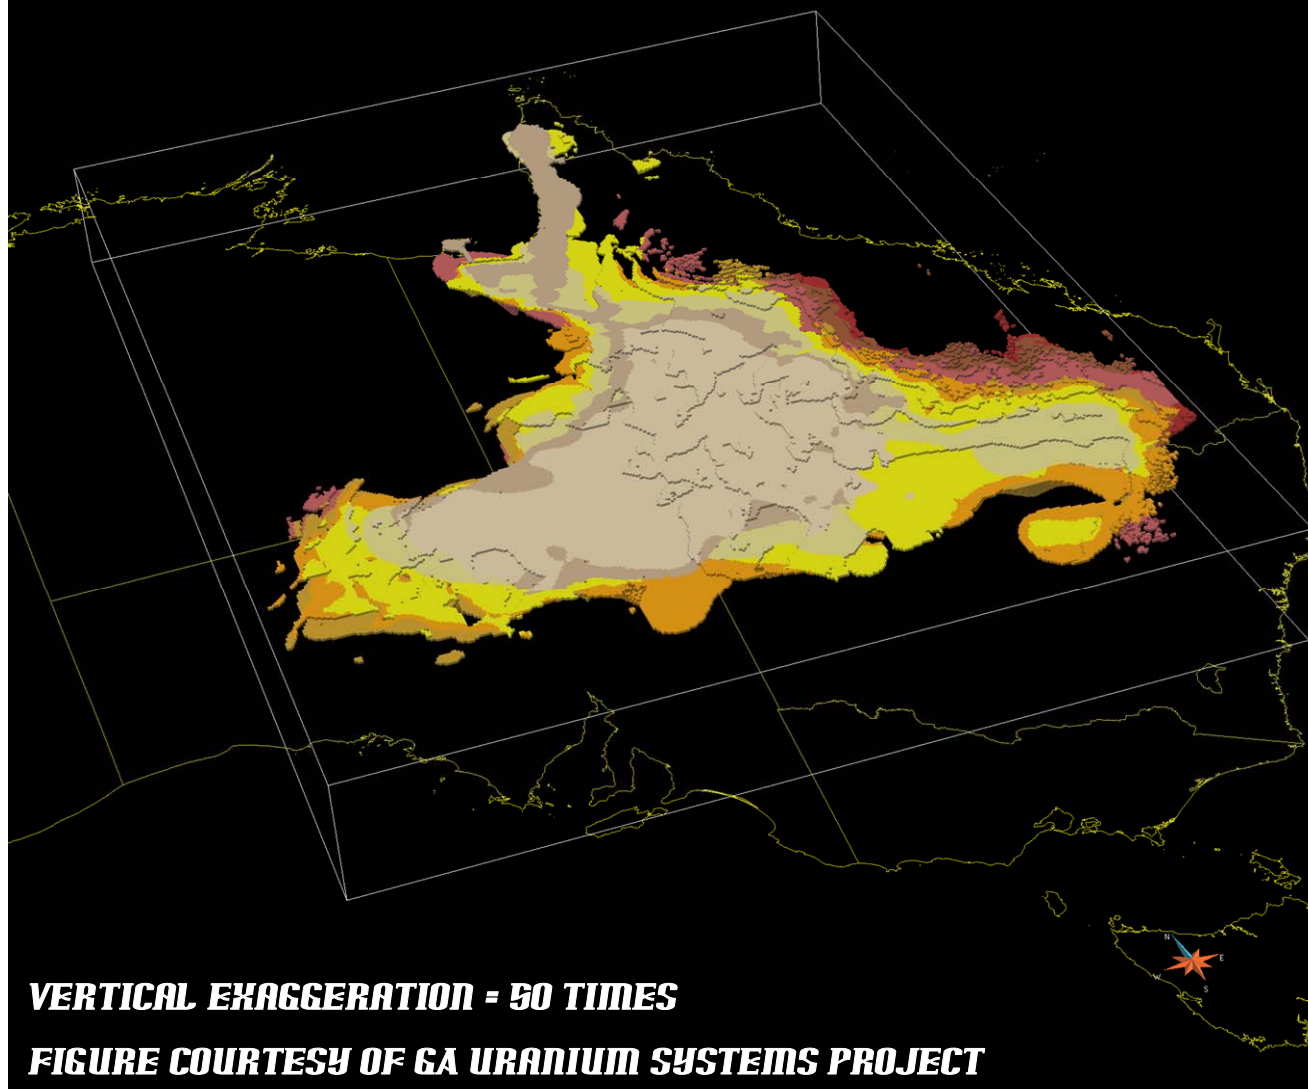 N
E
W
S
VERTICAL EXAGGERATION = 50 TIMES
FIGURE COURTESY OF GA URANIUM SYSTEMS PROJECT